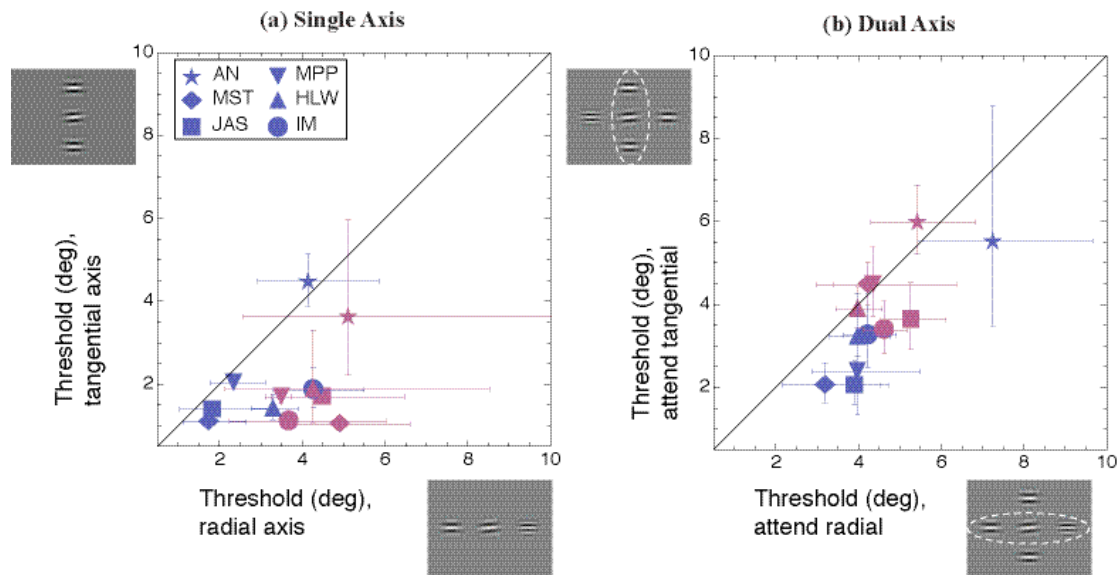 (a) Single Axis
10
8
6
4
2
AN MPP
MST HLW
JAS IM
Threshold (deg),
tangential axis
2 4 6 8 10
Threshold (deg),
radial axis
(b) Dual Axis
10
8
6
4
2
Threshold (deg),
attend tangential
2 4 6 8 10
Threshold (deg),
attend radial